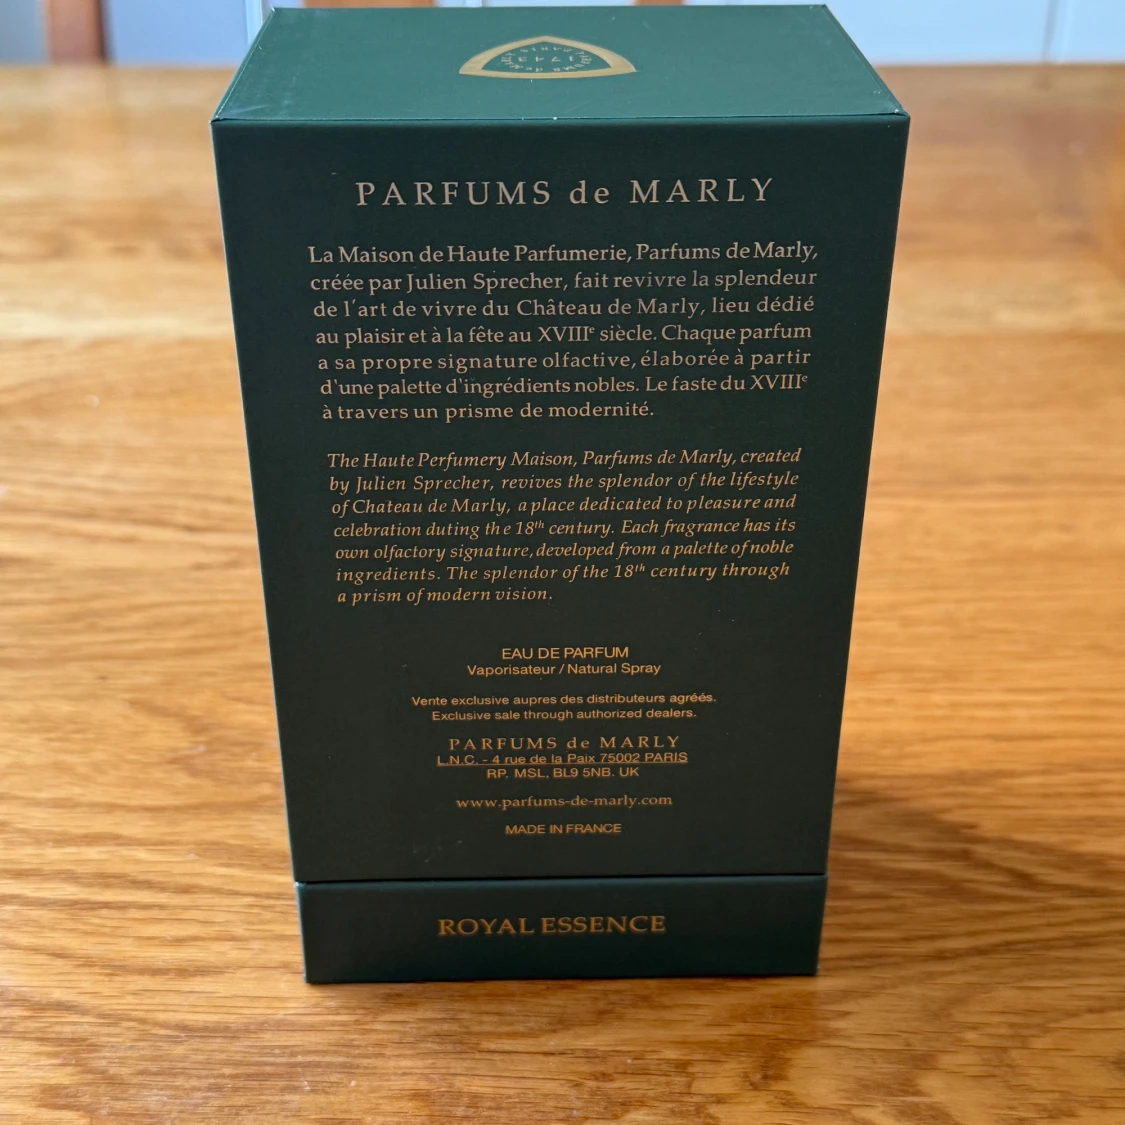 PARFUMS de MARLY
La Maison de Haute Parfumerie, Parfums de Marly,
créée par Julien Sprecher, fait revivre la splendeur
de l'art de vivre du Château de Marly, lieu dédié
au plaisir et à la fête au XVIIIe siècle. Chaque parfum
a sa propre signature olfactive, élaborée à partir
d'une palette d'ingrédients nobles. Le faste du XVIIIe
à travers un prisme de modernité.
The Haute Perfumery Maison, Parfums de Marly, created
by Julien Sprecher, revives the splendor of the lifestyle
of Chateau de Marly, a place dedicated to pleasure and
celebration duting the 18th century. Each fragrance has its
own olfactory signature, developed from a palette of noble
ingredients. The splendor of the 18th century through
a prism of modern vision.
EAU DE PARFUM
Vaporisateur / Natural Spray
Vente exclusive aupres des distributeurs agréés.
Exclusive sale through authorized dealers.
PARFUMS de MARLY
L.N.C. - 4 rue de la Paix 75002 PARIS
RP. MSL, BL9 5NB. UK
www.parfums-de-marly.com
MADE IN FRANCE
ROYAL ESSENCE